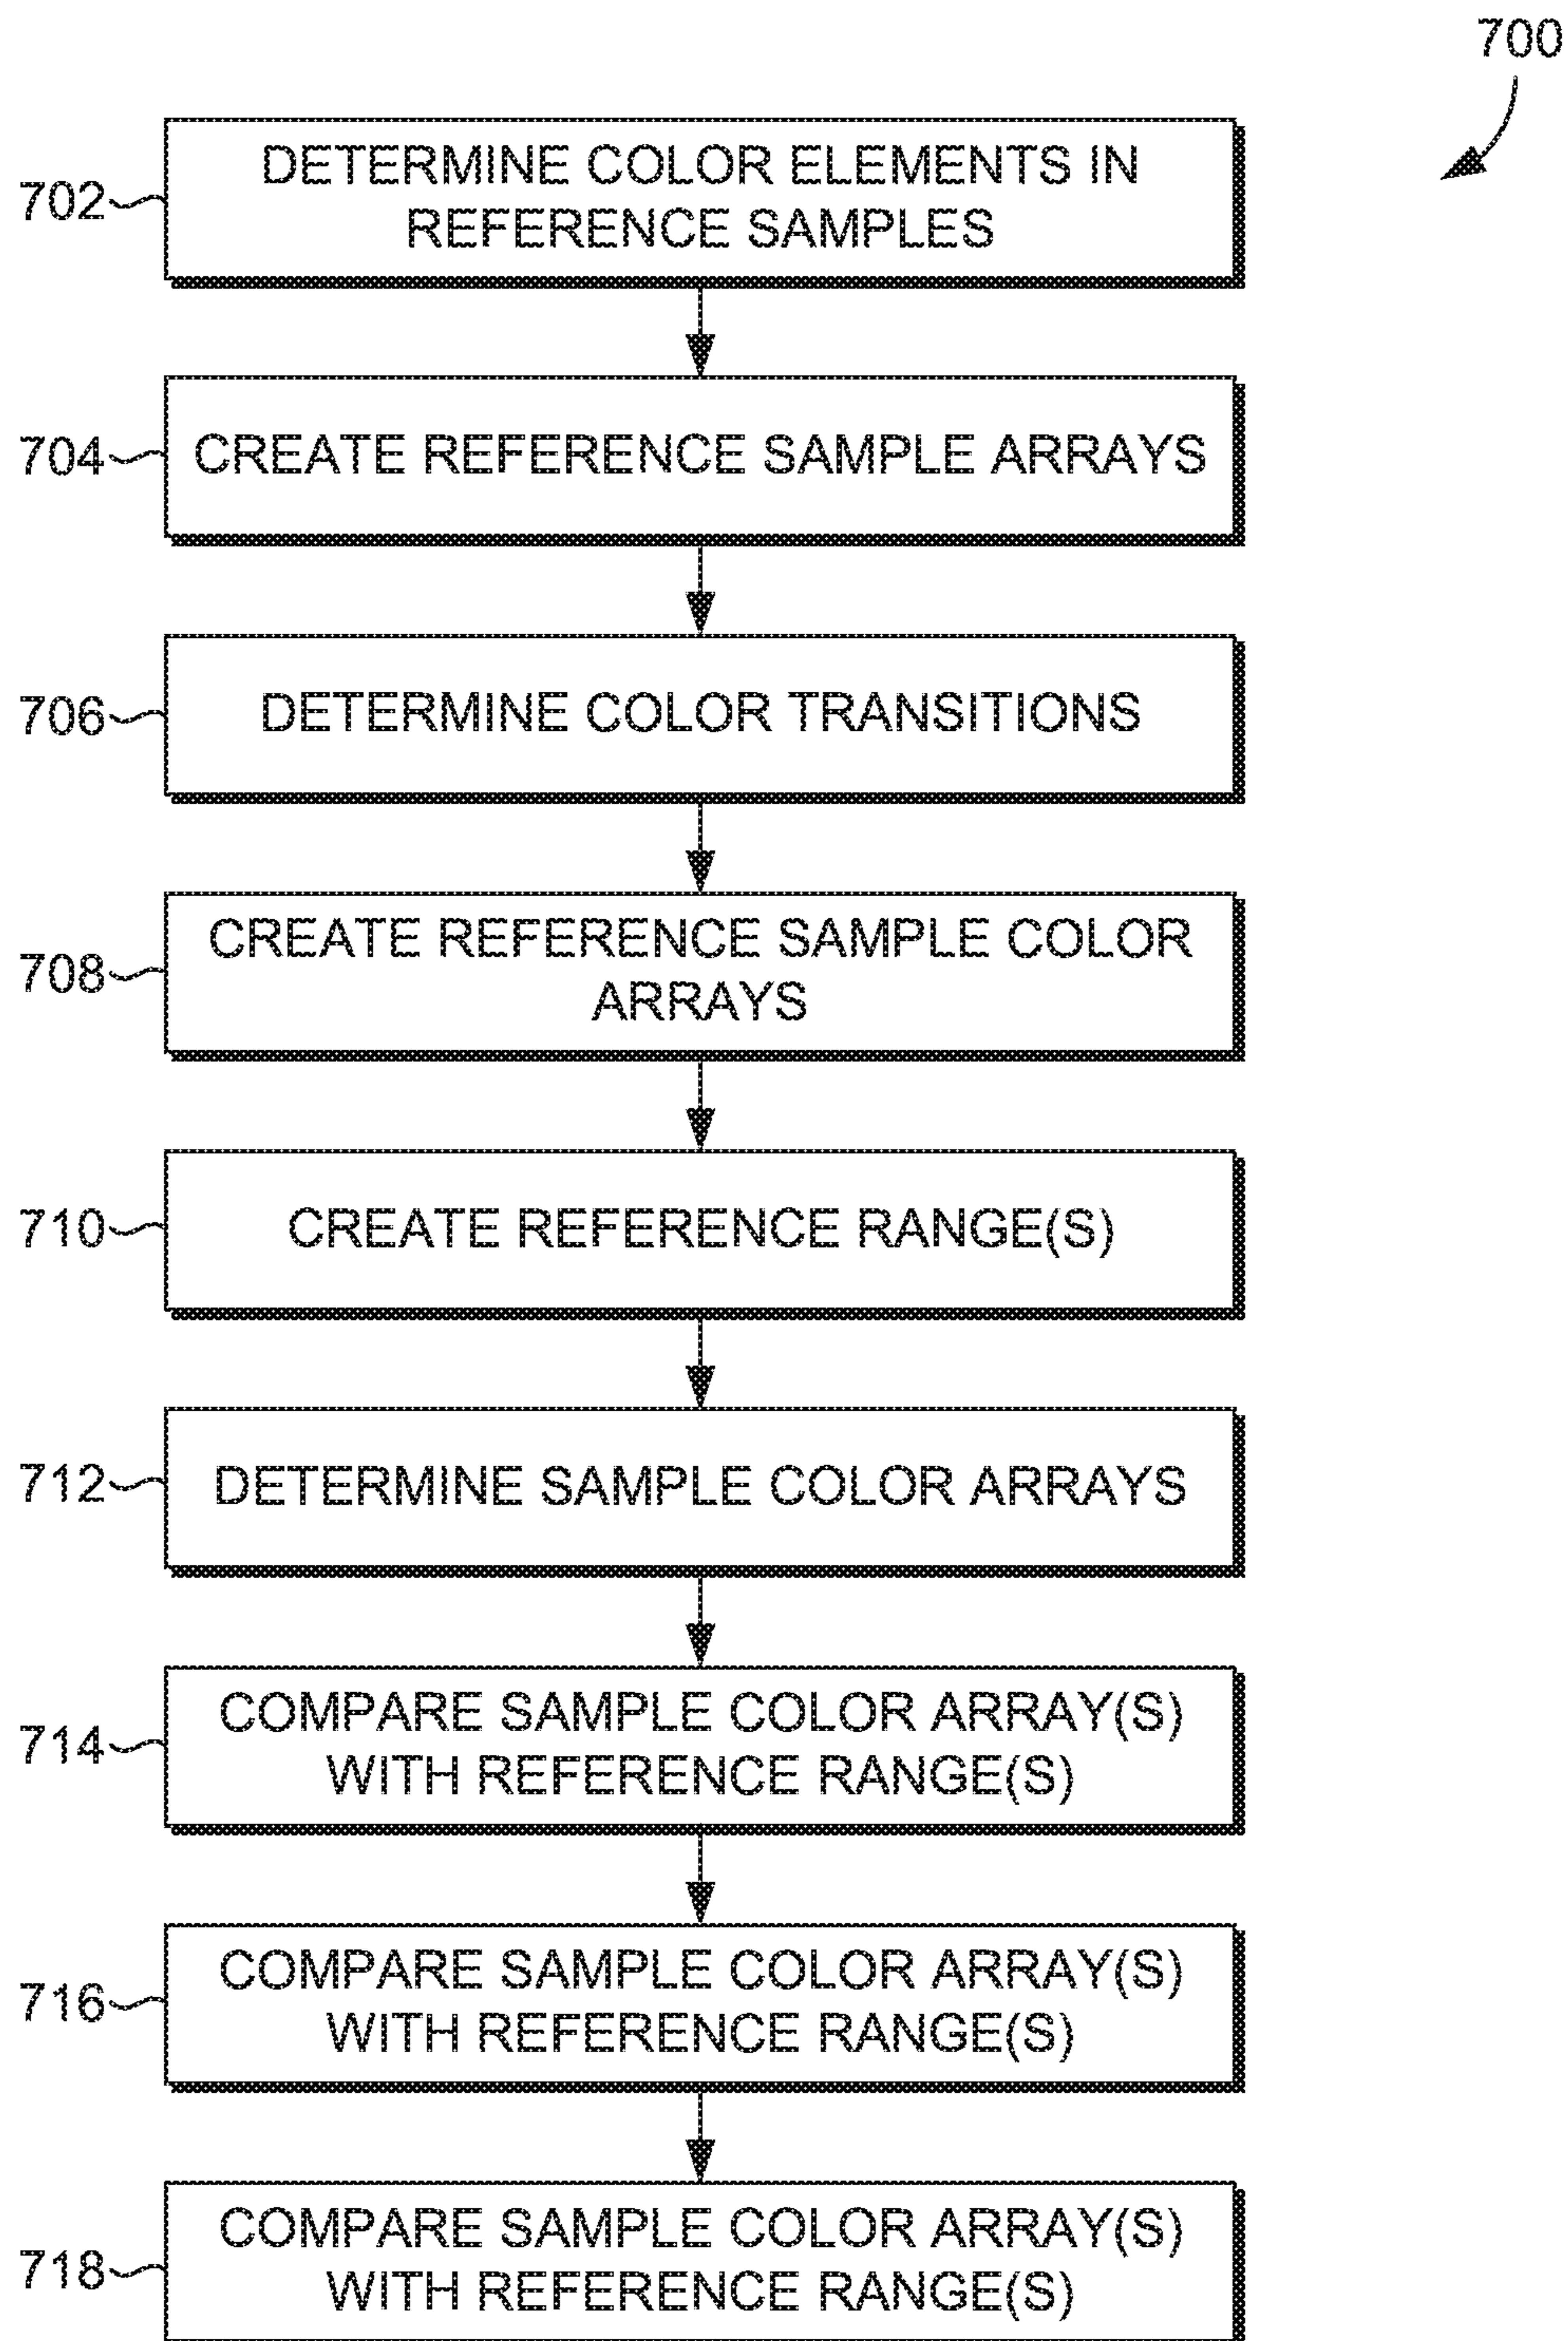 700
702
DETERMINE COLOR ELEMENTS IN
REFERENCE SAMPLES
704
CREATE REFERENCE SAMPLE ARRAYS
706
DETERMINE COLOR TRANSITIONS
708
CREATE REFERENCE SAMPLE COLOR
ARRAYS
710
CREATE REFERENCE RANGE(S)
712
DETERMINE SAMPLE COLOR ARRAYS
714
COMPARE SAMPLE COLOR ARRAY(S)
WITH REFERENCE RANGE(S)
716
COMPARE SAMPLE COLOR ARRAY(S)
WITH REFERENCE RANGE(S)
718
COMPARE SAMPLE COLOR ARRAY(S)
WITH REFERENCE RANGE(S)